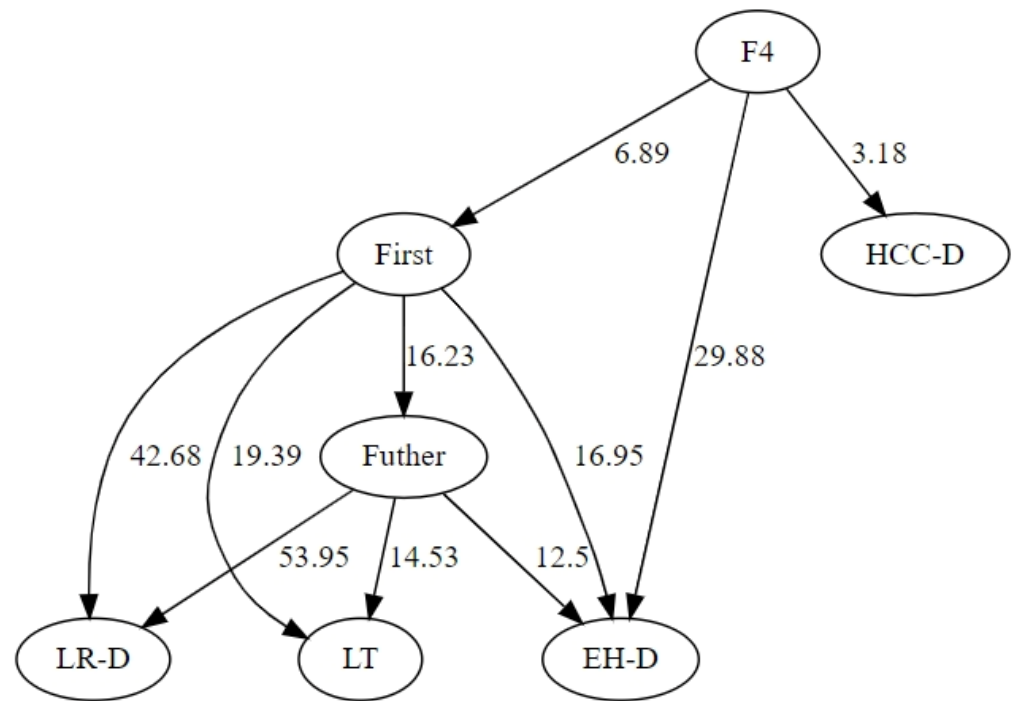 F4
6.89
3.18
First
HCC-D
16.23
29.88
42.68
19.39
Futher
16.95
53.95
14.53
12.5
LR-D
LT
EH-D